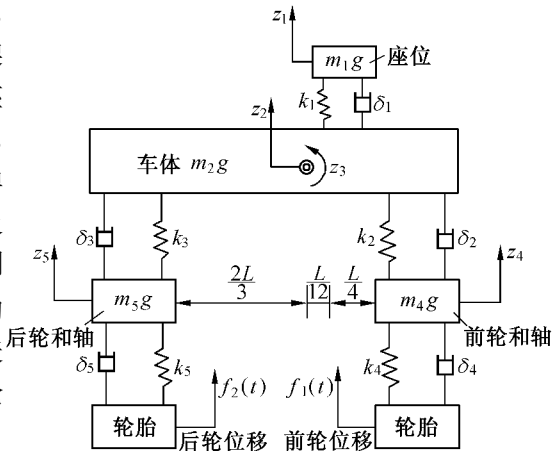 z₁
m₁g
座位
k₁
δ₁
z₂
车体 m₂g
z₃
δ₃
k₃
k₂
δ₂
z₅
z₄
2L/3
L/12
L/4
m₅g
m₄g
后轮和轴
前轮和轴
δ₅
k₅
k₄
δ₄
f₂(t)
f₁(t)
轮胎
后轮位移
前轮位移
轮胎